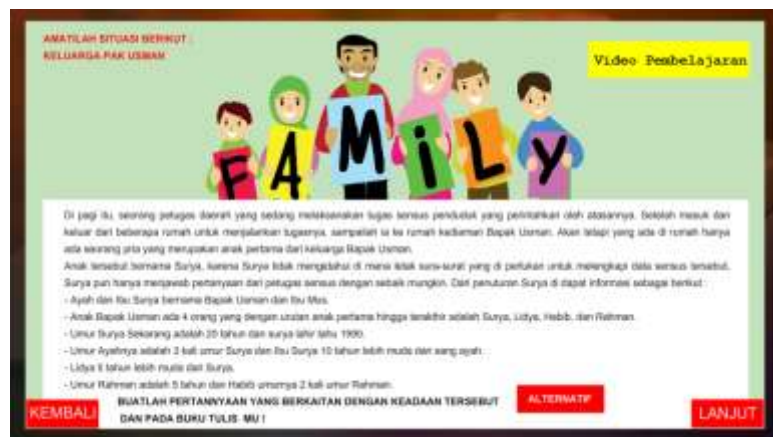 AMATILAH SITUASI BERIKUT :
KELUARGA PAK USMAN
Video Pembelajaran
FAMiLY
Di pagi itu, seorang petugas daerah yang sedang melaksanakan tugas sensus penduduk yang perintahkan oleh atasannya. Setelah masuk dan
keluar dari beberapa rumah untuk menjalankan tugasnya, sampailah ia ke rumah kediaman Bapak Usman. Akan tetapi yang ada di rumah hanya
ada seorang pria yang merupakan anak pertama dari keluarga Bapak Usman.
Anak tersebut bernama Surya, karena Surya tidak mengetahui di mana letak sura-surat yang di perlukan untuk melengkapi data sensus tersebut,
Surya pun hanya menjawab pertanyaan dari petugas sensus dengan sebaik mungkin. Dari penuturan Surya di dapat informasi sebagai berikut :
- Ayah dan Ibu Surya bernama Bapak Usman dan Ibu Mus.
- Anak Bapak Usman ada 4 orang yang dengan urutan anak pertama hingga terakhir adalah Surya, Lidya, Habib, dan Rahman.
- Umur Surya Sekarang adalah 20 tahun dan surya lahir tahu 1990.
- Umur Ayahnya adalah 3 kali umur Surya dan Ibu Surya 10 tahun lebih muda dari sang ayah.
- Lidya 5 tahun lebih muda dari Surya.
- Umur Rahman adalah 5 tahun dan Habib umurnya 2 kali umur Rahman.
BUATLAH PERTANNYAAN YANG BERKAITAN DENGAN KEADAAN TERSEBUT
DAN PADA BUKU TULIS MU !
ALTERNATIF
KEMBALI
LANJUT